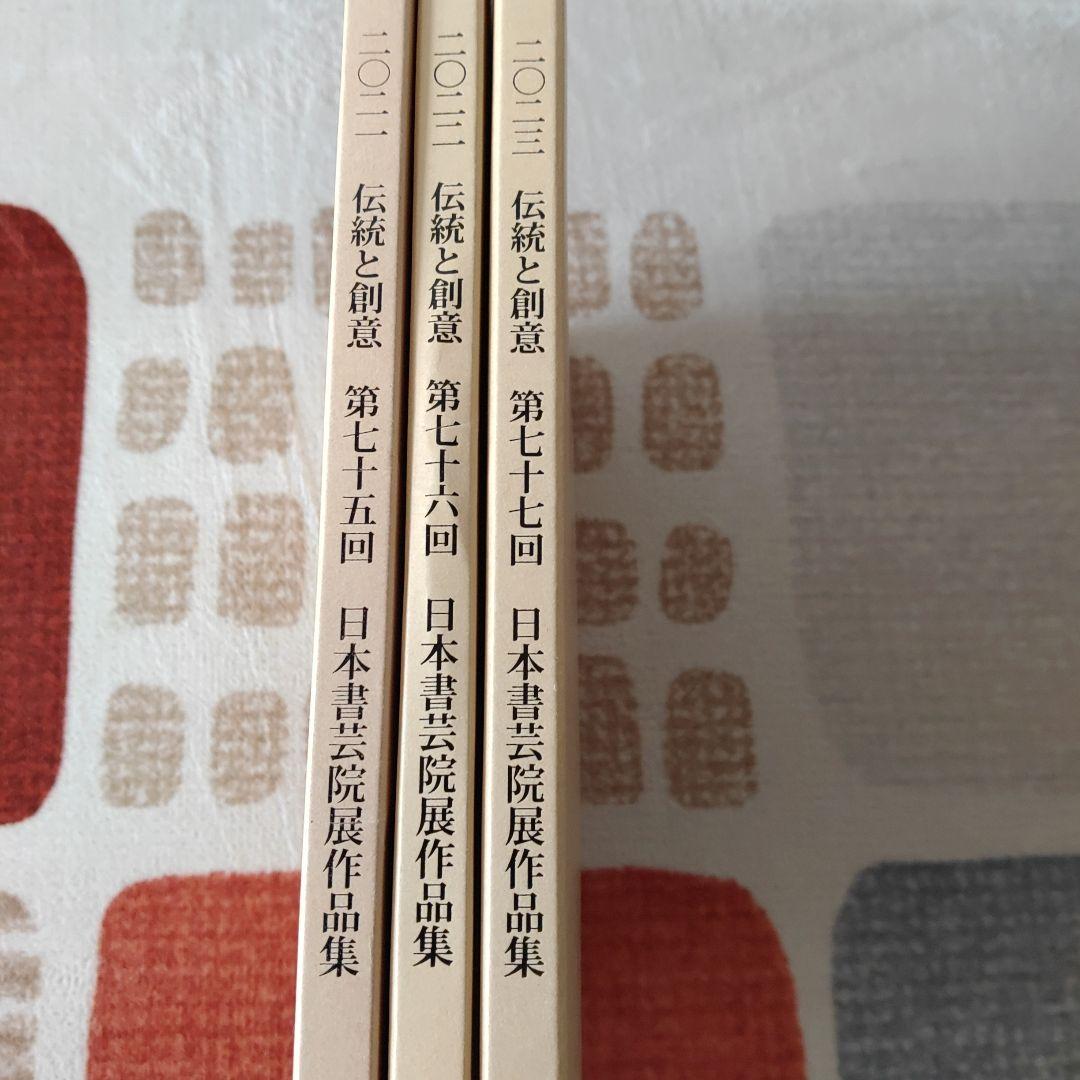 二〇二一 伝統と創意 第七十五回 日本書芸院展作品集
二〇二二 伝統と創意 第七十六回 日本書芸院展作品集
二〇二三 伝統と創意 第七十七回 日本書芸院展作品集